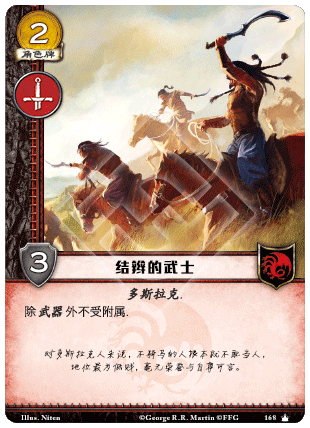 2
角色牌
3
结辫的武士
多斯拉克.
除 武器 外不受附属.
对多斯拉克人来说，不骑马的人根本就不配当人，
地位最为低贱，毫无荣誉与自尊可言。
Illus. Niten ©George R.R. Martin ©FFG 168